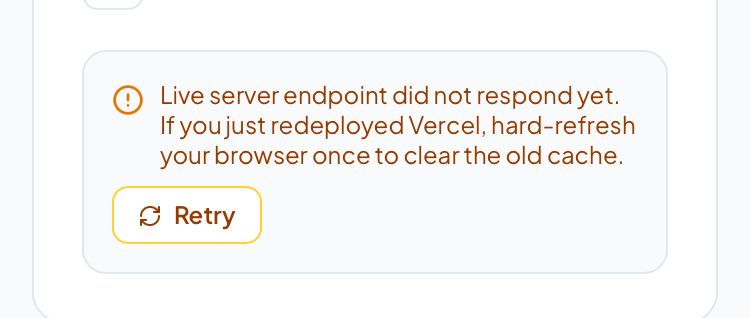 Live server endpoint did not respond yet.
If you just redeployed Vercel, hard-refresh
your browser once to clear the old cache.
Retry